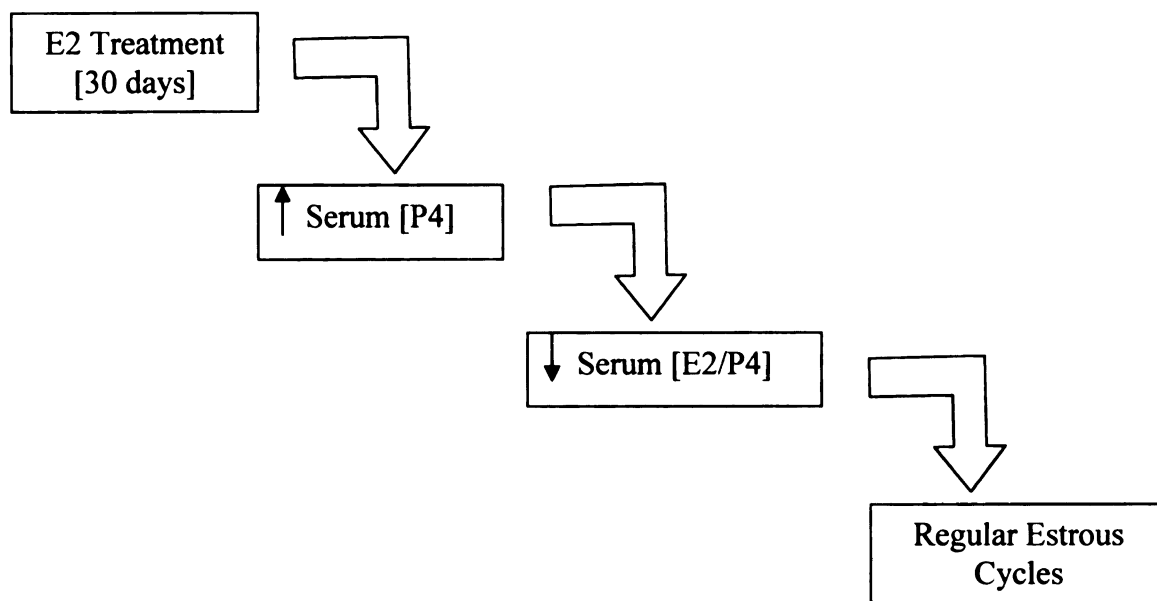 E2 Treatment
[30 days]
↑ Serum [P4]
↓ Serum [E2/P4]
Regular Estrous
Cycles